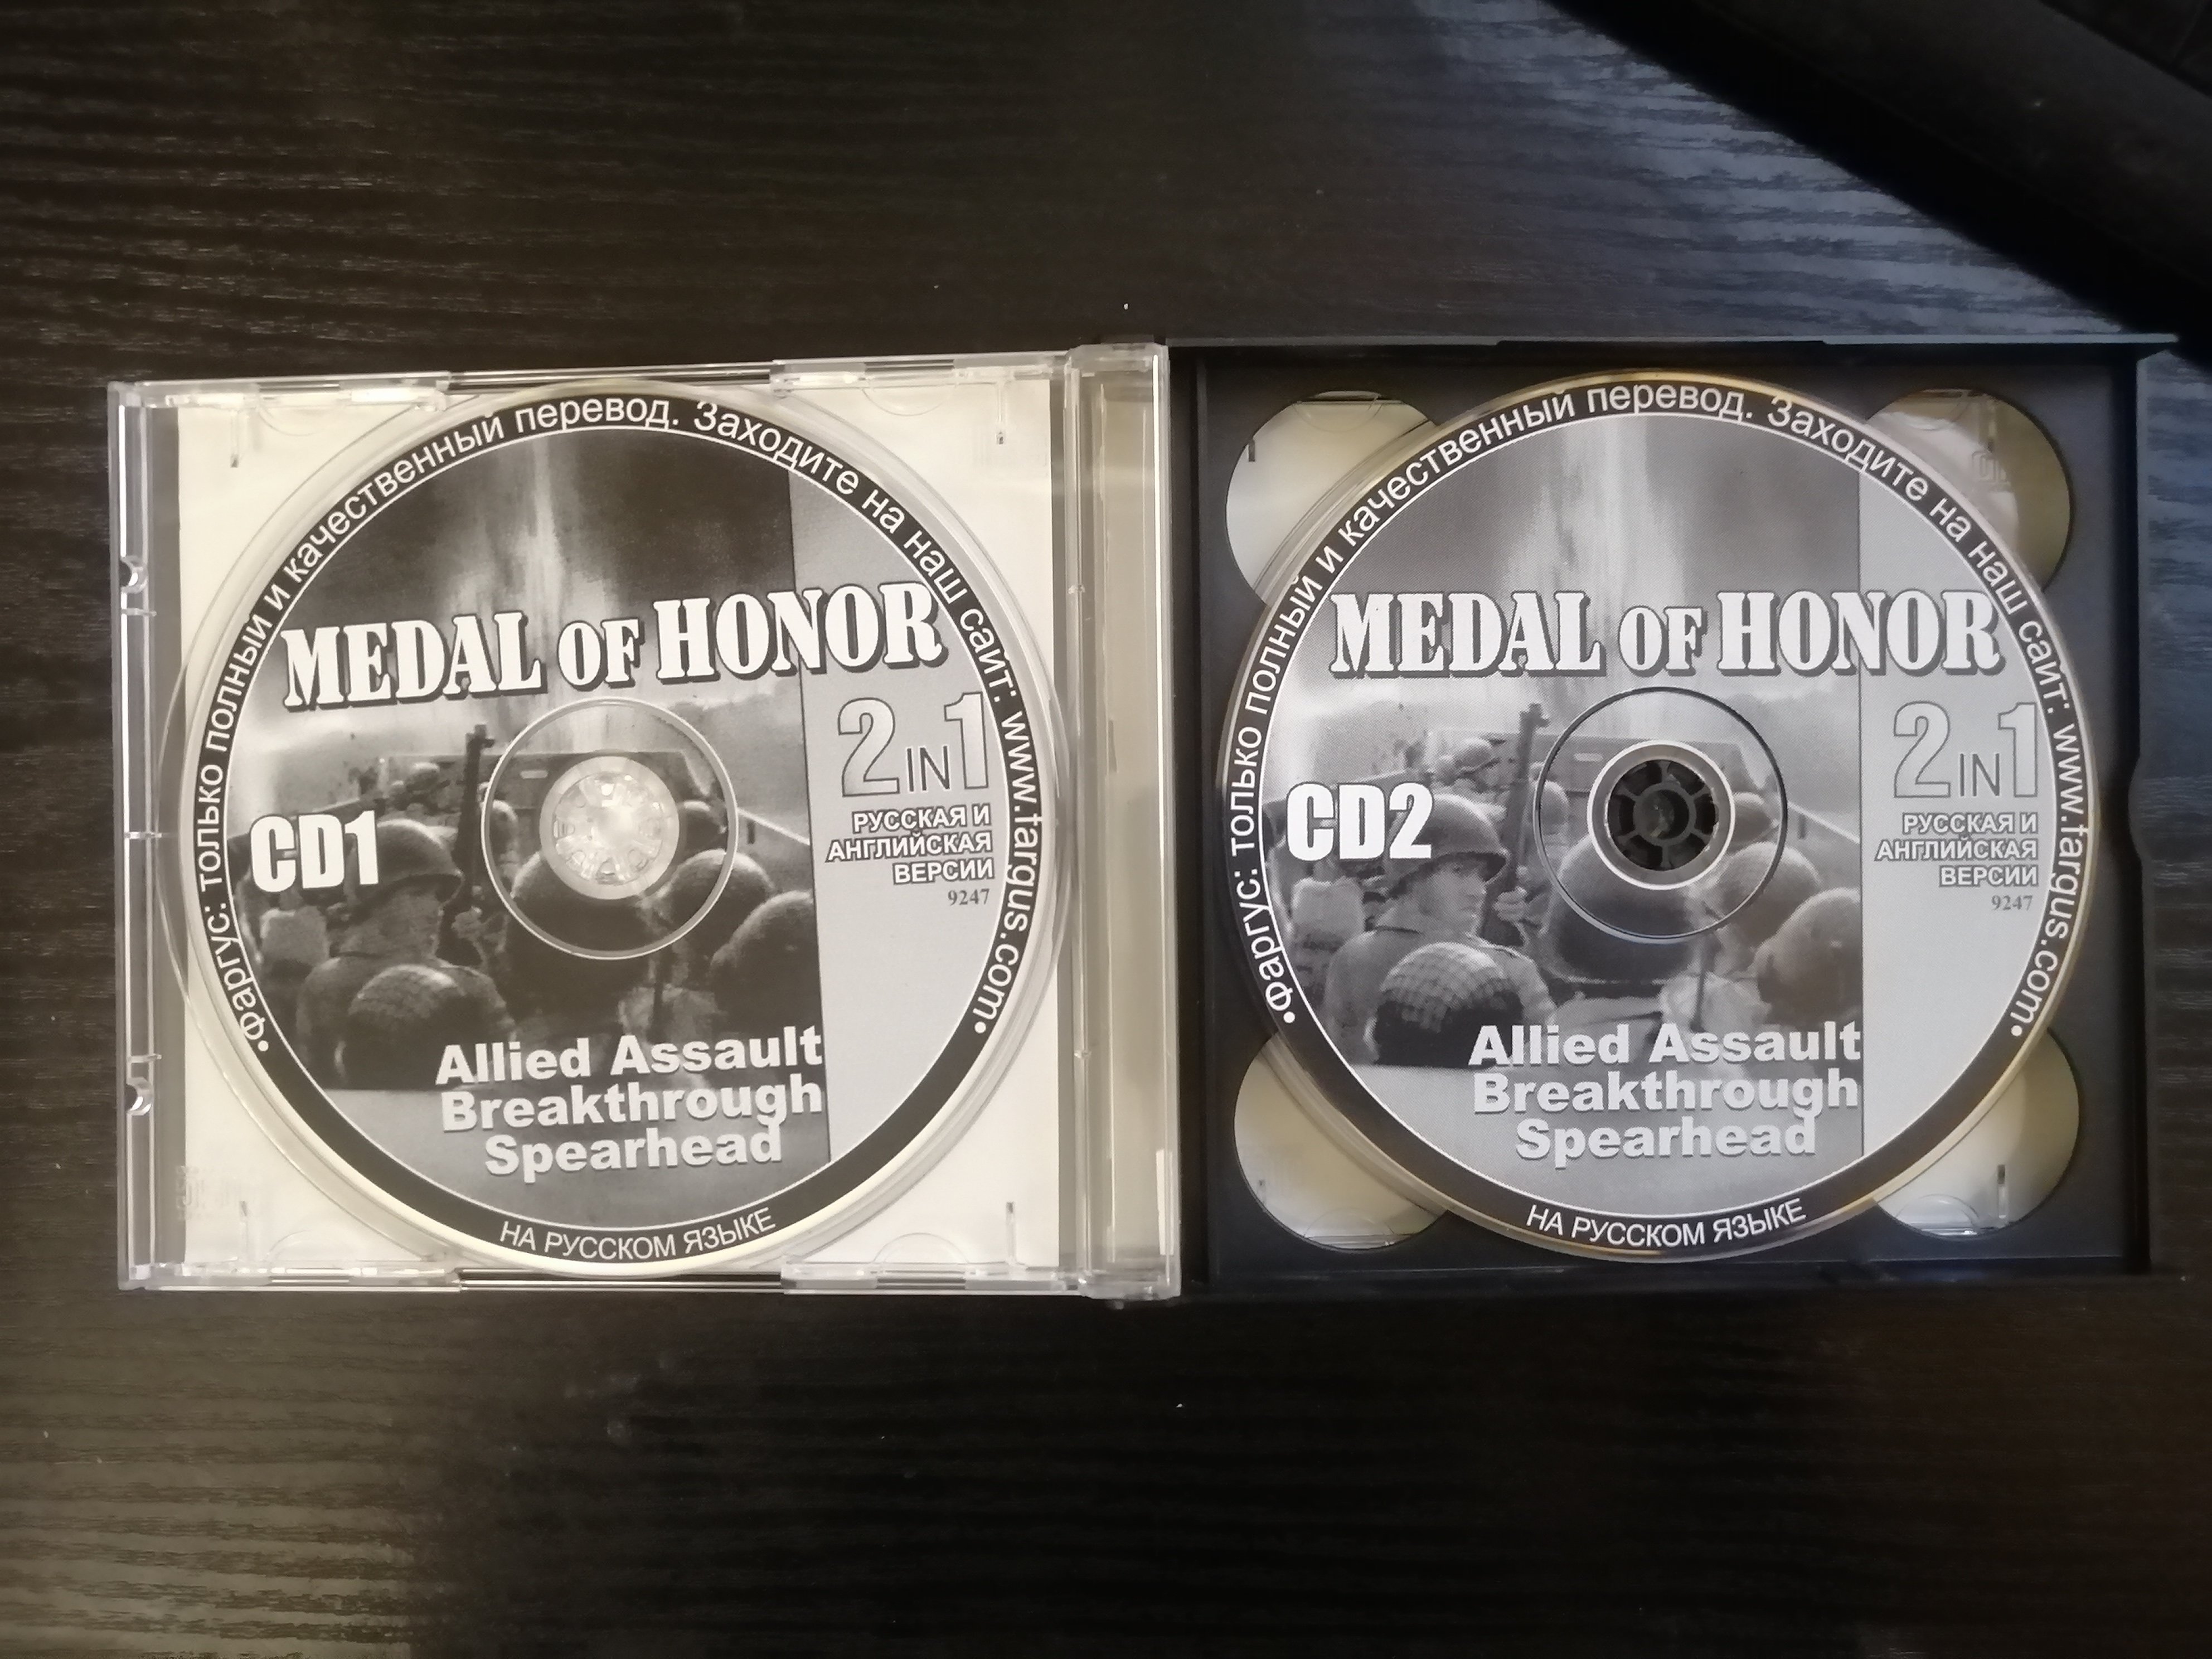 •Фаргус: только полный и качественный перевод. Заходите на наш сайт: www.fargus.com•
MEDAL OF HONOR
2 IN 1
РУССКАЯ И
АНГЛИЙСКАЯ
ВЕРСИИ
9247
CD1
Allied Assault
Breakthrough
Spearhead
НА РУССКОМ ЯЗЫКЕ
•Фаргус: только полный и качественный перевод. Заходите на наш сайт: www.fargus.com•
MEDAL OF HONOR
2 IN 1
РУССКАЯ И
АНГЛИЙСКАЯ
ВЕРСИИ
9247
CD2
Allied Assault
Breakthrough
Spearhead
НА РУССКОМ ЯЗЫКЕ